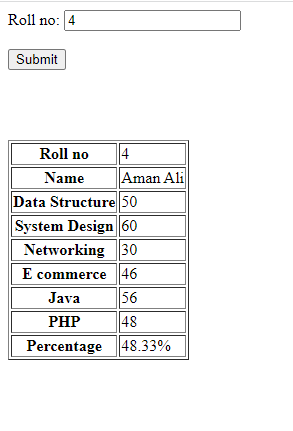 Roll no: 4
Submit
Roll no 4
Name Aman Ali
Data Structure 50
System Design 60
Networking 30
E commerce 46
Java 56
PHP 48
Percentage 48.33%